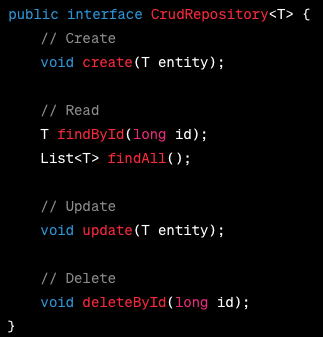 public interface CrudRepository<T> {
    // Create
    void create(T entity);

    // Read
    T findById(long id);
    List<T> findAll();

    // Update
    void update(T entity);

    // Delete
    void deleteById(long id);
}